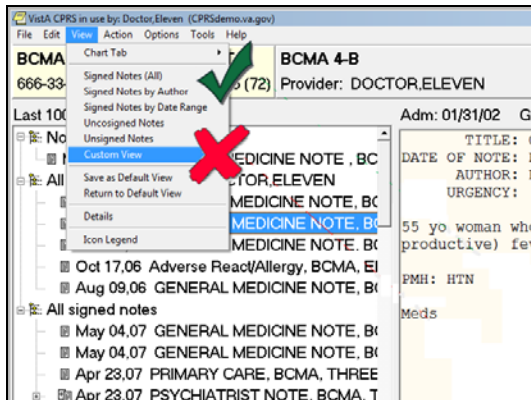 VistA CPRS in use by: Doctor,Eleven (CPRSdemo.va.gov)
File Edit View Action Options Tools Help
BCMA
BCMA 4-B
666-33-
(72)
Provider: DOCTOR,ELEVEN
Chart Tab
Signed Notes (All)
Signed Notes by Author
Signed Notes by Date Range
Uncosigned Notes
Unsigned Notes
Custom View
Save as Default View
Return to Default View
Details
Icon Legend
Last 100
Adm: 01/31/02
No
EDICINE NOTE , BC
All
CTOR,ELEVEN
MEDICINE NOTE, BC
MEDICINE NOTE, BC
MEDICINE NOTE. BC
Oct 17,06 Adverse React/Allergy, BCMA, El
Aug 09,06 GENERAL MEDICINE NOTE, BC
All signed notes
May 04,07 GENERAL MEDICINE NOTE, BC
May 04,07 GENERAL MEDICINE NOTE, BC
Apr 23,07 PRIMARY CARE, BCMA, THREE
Apr 23,07 PSYCHIATRIST NOTE, BCMA, T
TITLE:
DATE OF NOTE:
AUTHOR:
URGENCY:
55 yo woman who
productive) fev
PMH: HTN
Meds